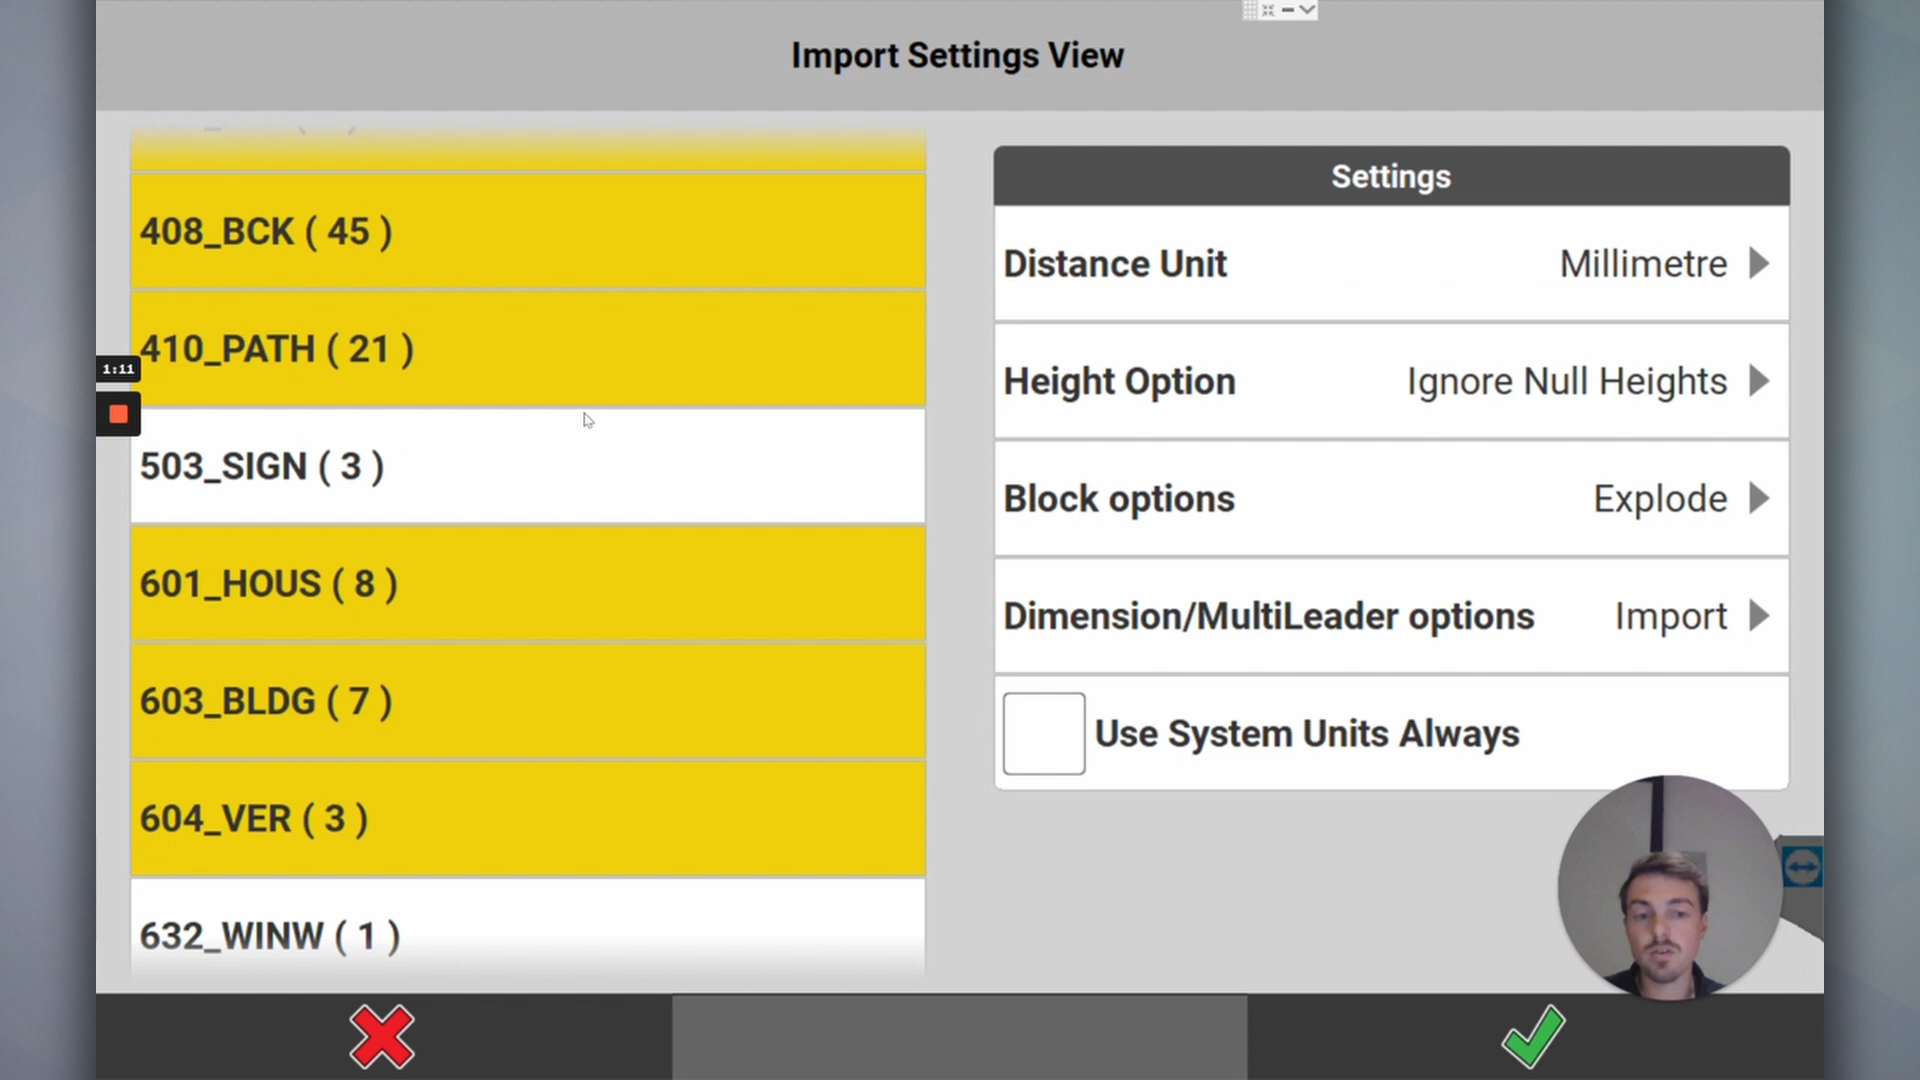 Import Settings View
408_BCK ( 45 )
410_PATH ( 21 )
503_SIGN ( 3 )
601_HOUS ( 8 )
603_BLDG ( 7 )
604_VER ( 3 )
632_WINW ( 1 )
1:11
Settings
Distance Unit Millimetre
Height Option Ignore Null Heights
Block options Explode
Dimension/MultiLeader options Import
Use System Units Always